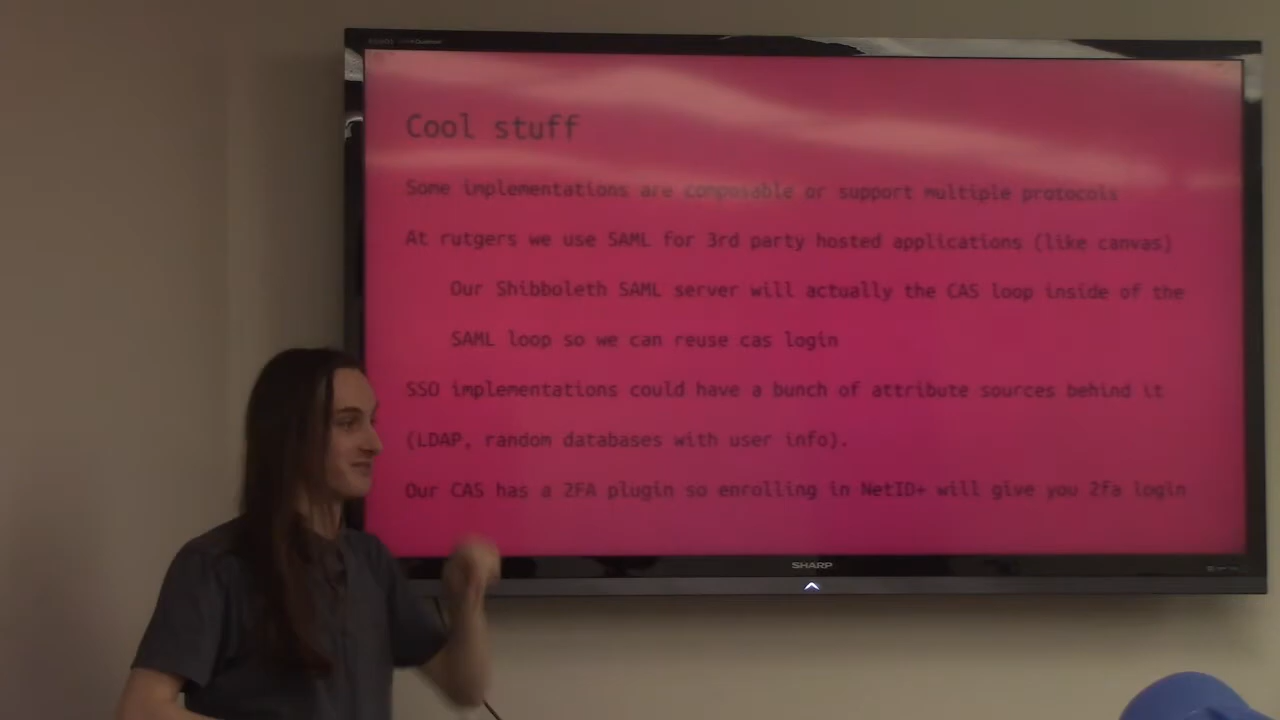 Cool stuff
Some implementations are composable or support multiple protocols
At rutgers we use SAML for 3rd party hosted applications (like canvas)
Our Shibboleth SAML server will actually the CAS loop inside of the
SAML loop so we can reuse cas login
SSO implementations could have a bunch of attribute sources behind it
(LDAP, random databases with user info).
Our CAS has a 2FA plugin so enrolling in NetID+ will give you 2fa login
SHARP